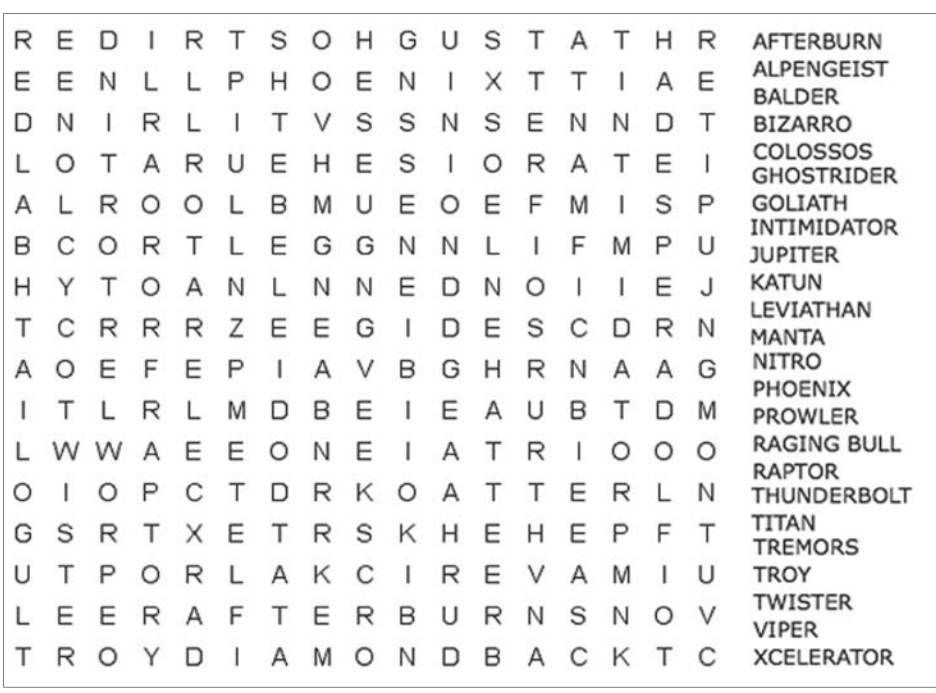 R E D I R T S O H G U S T A T H R
E E N L L P H O E N I X T T I A E
D N I R L I T V S S N S E N N D T
L O T A R U E H E S I O R A T E I
A L R O O L B M U E O E F M I S P
B C O R T L E G G N N L I F M P U
H Y T O A N L N N E D N O I I E J
T C R R R Z E E G I D E S C D R N
A O E F E P I A V B G H R N A A G
I T L R L M D B E I E A U B T D M
L W W A E E O N E I A T R I O O O
O I O P C T D R K O A T T E R L N
G S R T X E T R S K H E H E P F T
U T P O R L A K C I R E V A M I U
L E E R A F T E R B U R N S N O V
T R O Y D I A M O N D B A C K T C
AFTERBURN
ALPENGEIST
BALDER
BIZARRO
COLOSSOS
GHOSTRIDER
GOLIATH
INTIMIDATOR
JUPITER
KATUN
LEVIATHAN
MANTA
NITRO
PHOENIX
PROWLER
RAGING BULL
RAPTOR
THUNDERBOLT
TITAN
TREMORS
TROY
TWISTER
VIPER
XCELERATOR